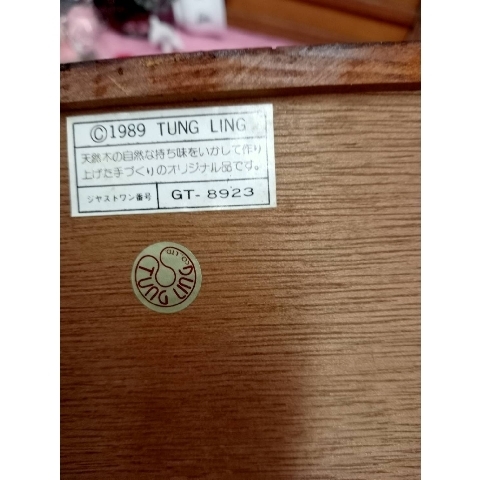 ©1989 TUNG LING
天然木の自然な持ち味をいかして作り
上げた手づくりのオリジナル品です。
ジャストワン番号 GT- 8923
CO. LTD
TUNG LING